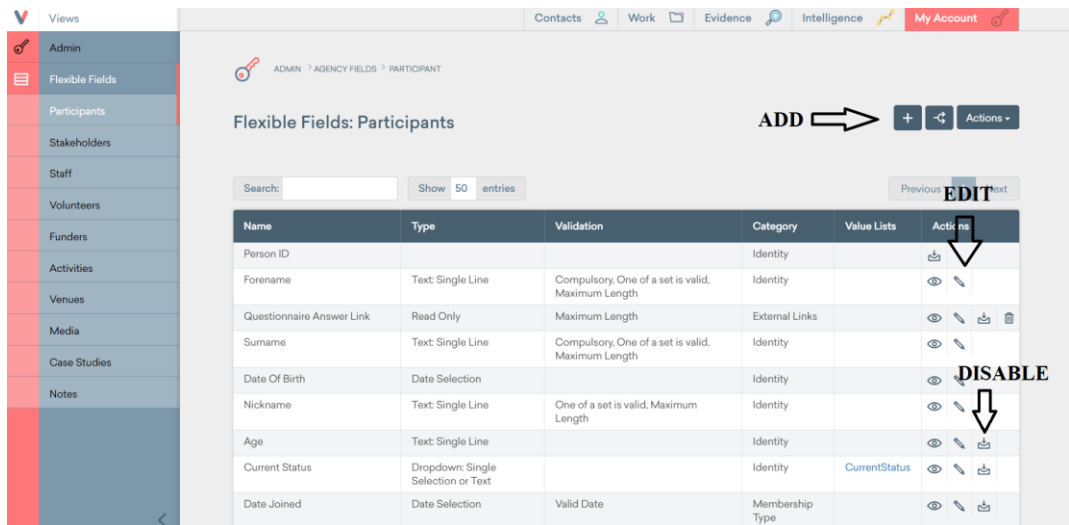 Views
Contacts
Work
Evidence
Intelligence
My Account
Admin
Flexible Fields
Participants
Stakeholders
Staff
Volunteers
Funders
Activities
Venues
Media
Case Studies
Notes
ADMIN > AGENCY FIELDS > PARTICIPANT
Flexible Fields: Participants
ADD
+
Actions
Search:
Show 50 entries
Previous
Next
EDIT
Name Type Validation Category Value Lists Actions
Person ID Identity
Forename Text: Single Line Compulsory, One of a set is valid, Identity
Maximum Length
Questionnaire Answer Link Read Only Maximum Length External Links
Surname Text: Single Line Compulsory, One of a set is valid, Identity
Maximum Length
Date Of Birth Date Selection Identity
DISABLE
Nickname Text: Single Line One of a set is valid, Maximum Identity
Length
Age Text: Single Line Identity
Current Status Dropdown: Single Identity CurrentStatus
Selection or Text
Date Joined Date Selection Valid Date Membership
Type